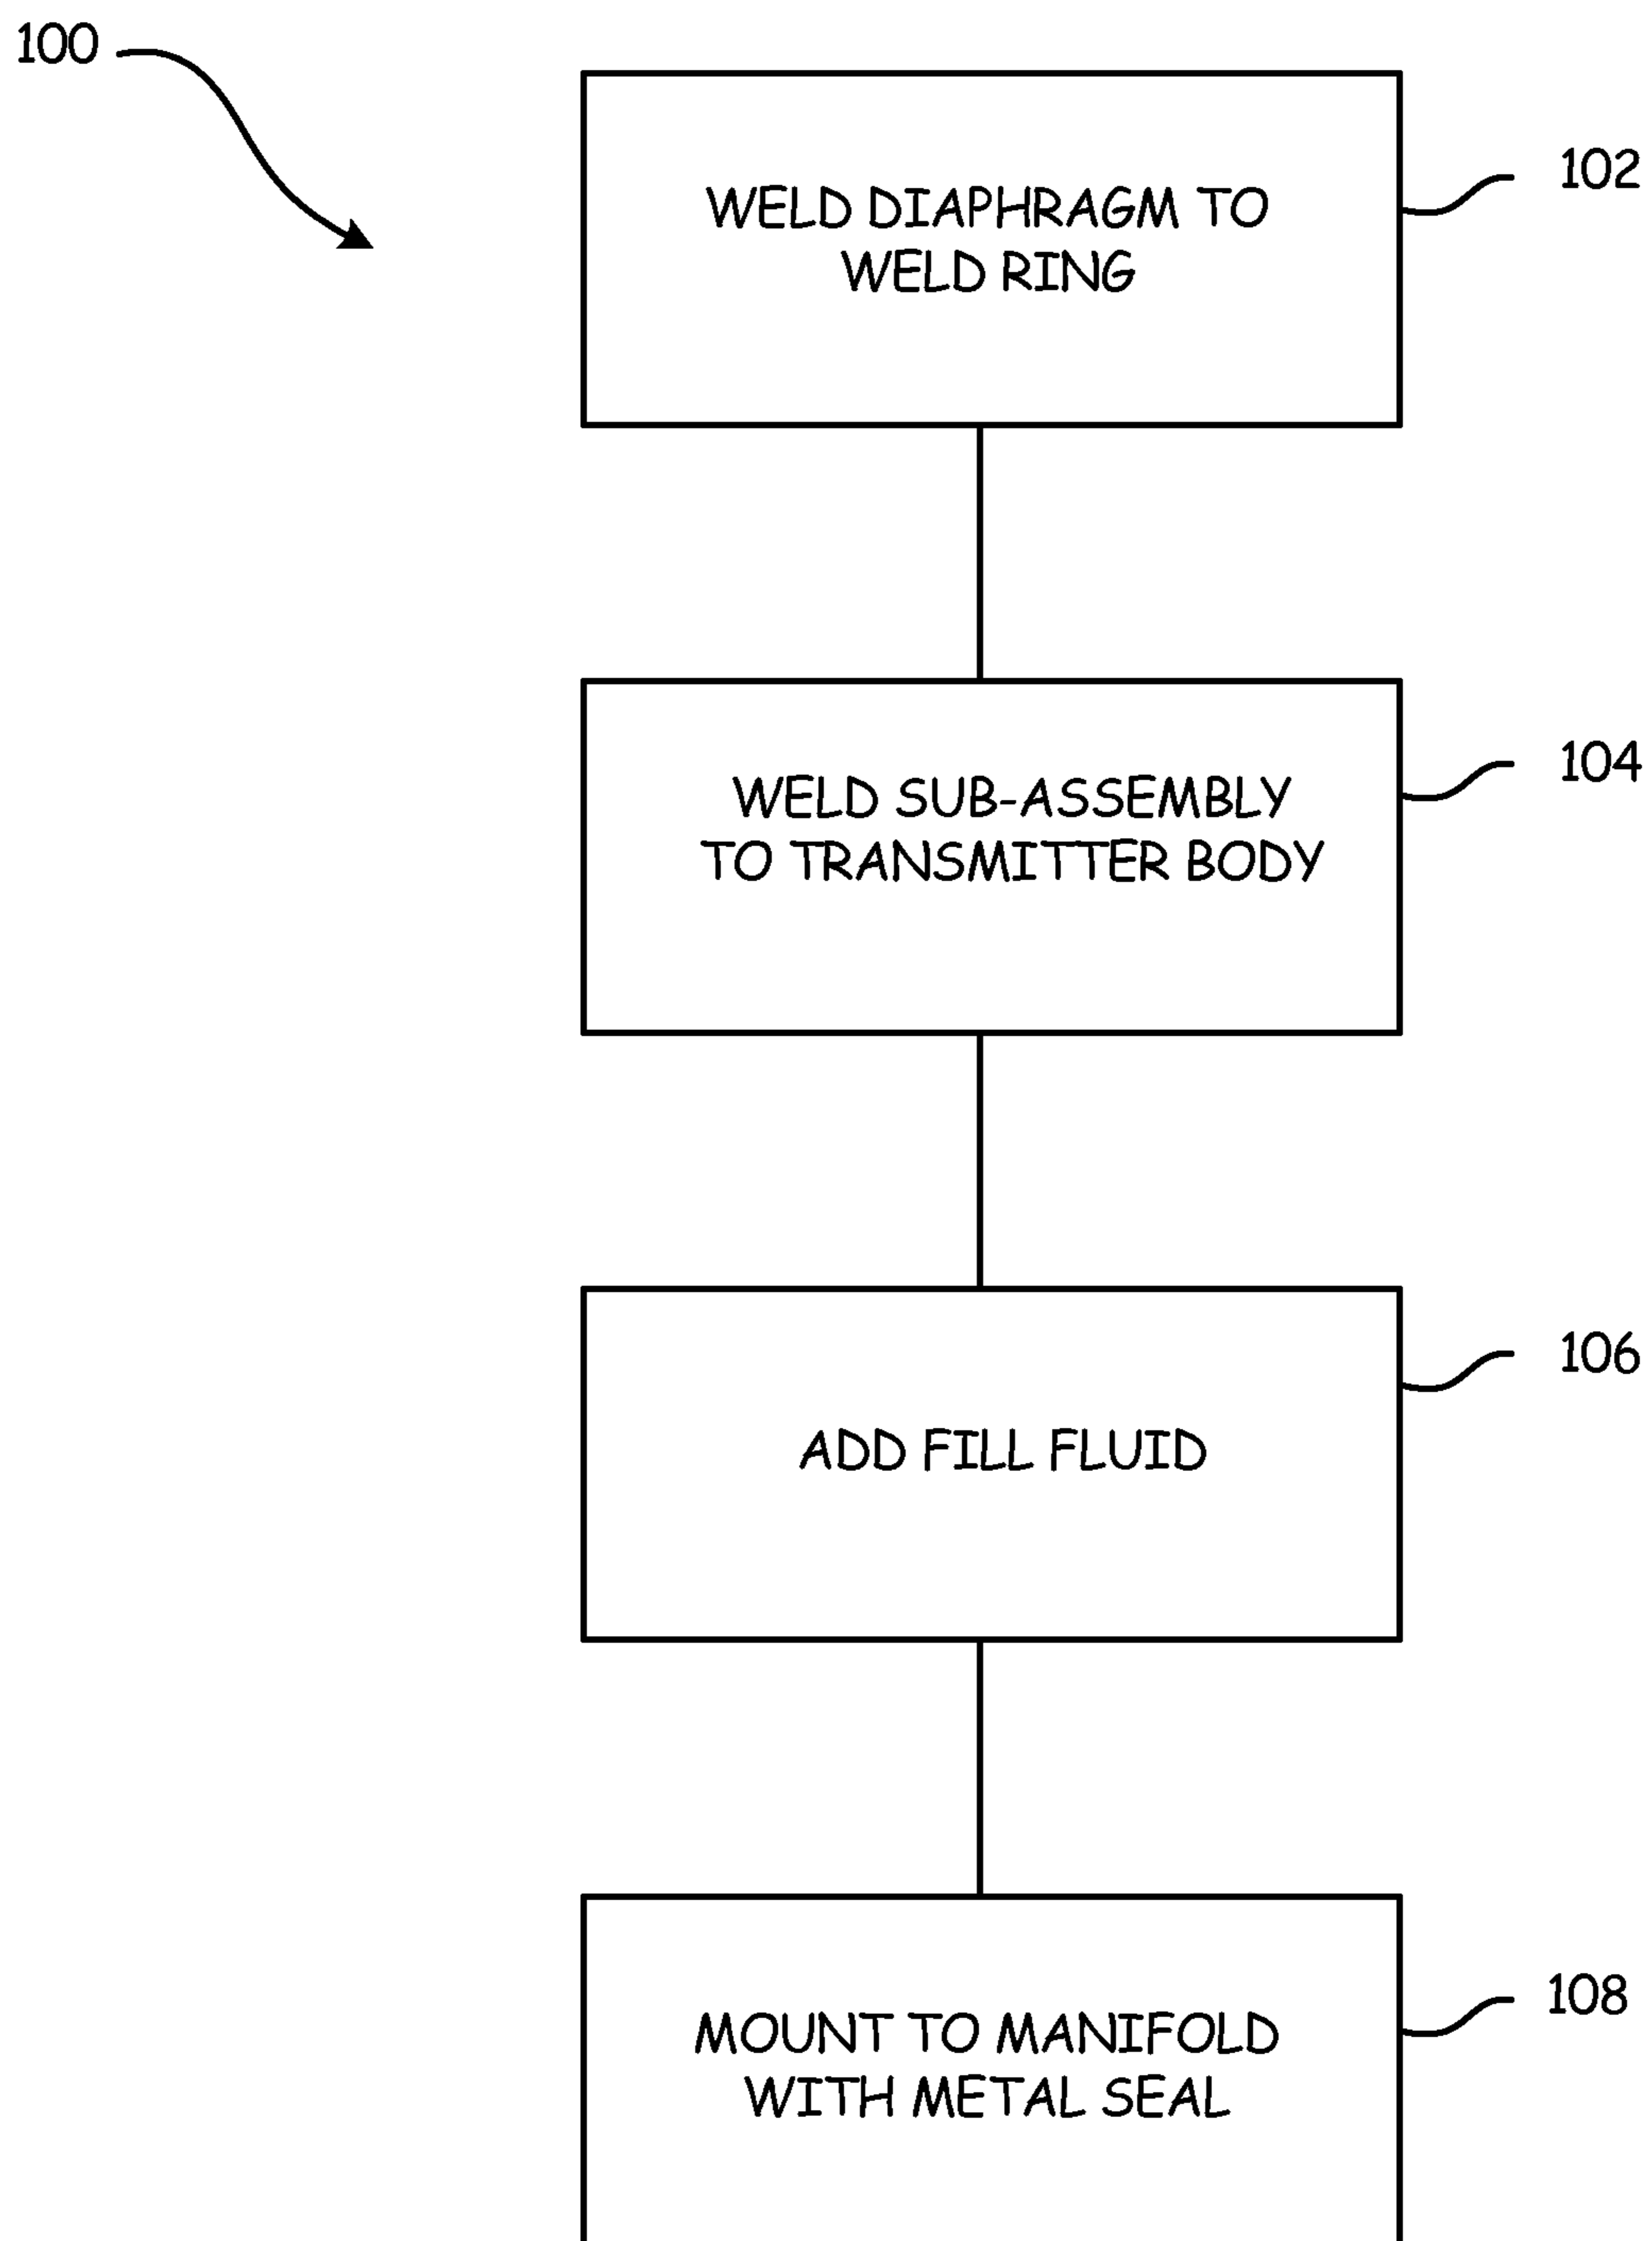 100
102
WELD DIAPHRAGM TO
WELD RING
104
WELD SUB-ASSEMBLY
TO TRANSMITTER BODY
106
ADD FILL FLUID
108
MOUNT TO MANIFOLD
WITH METAL SEAL